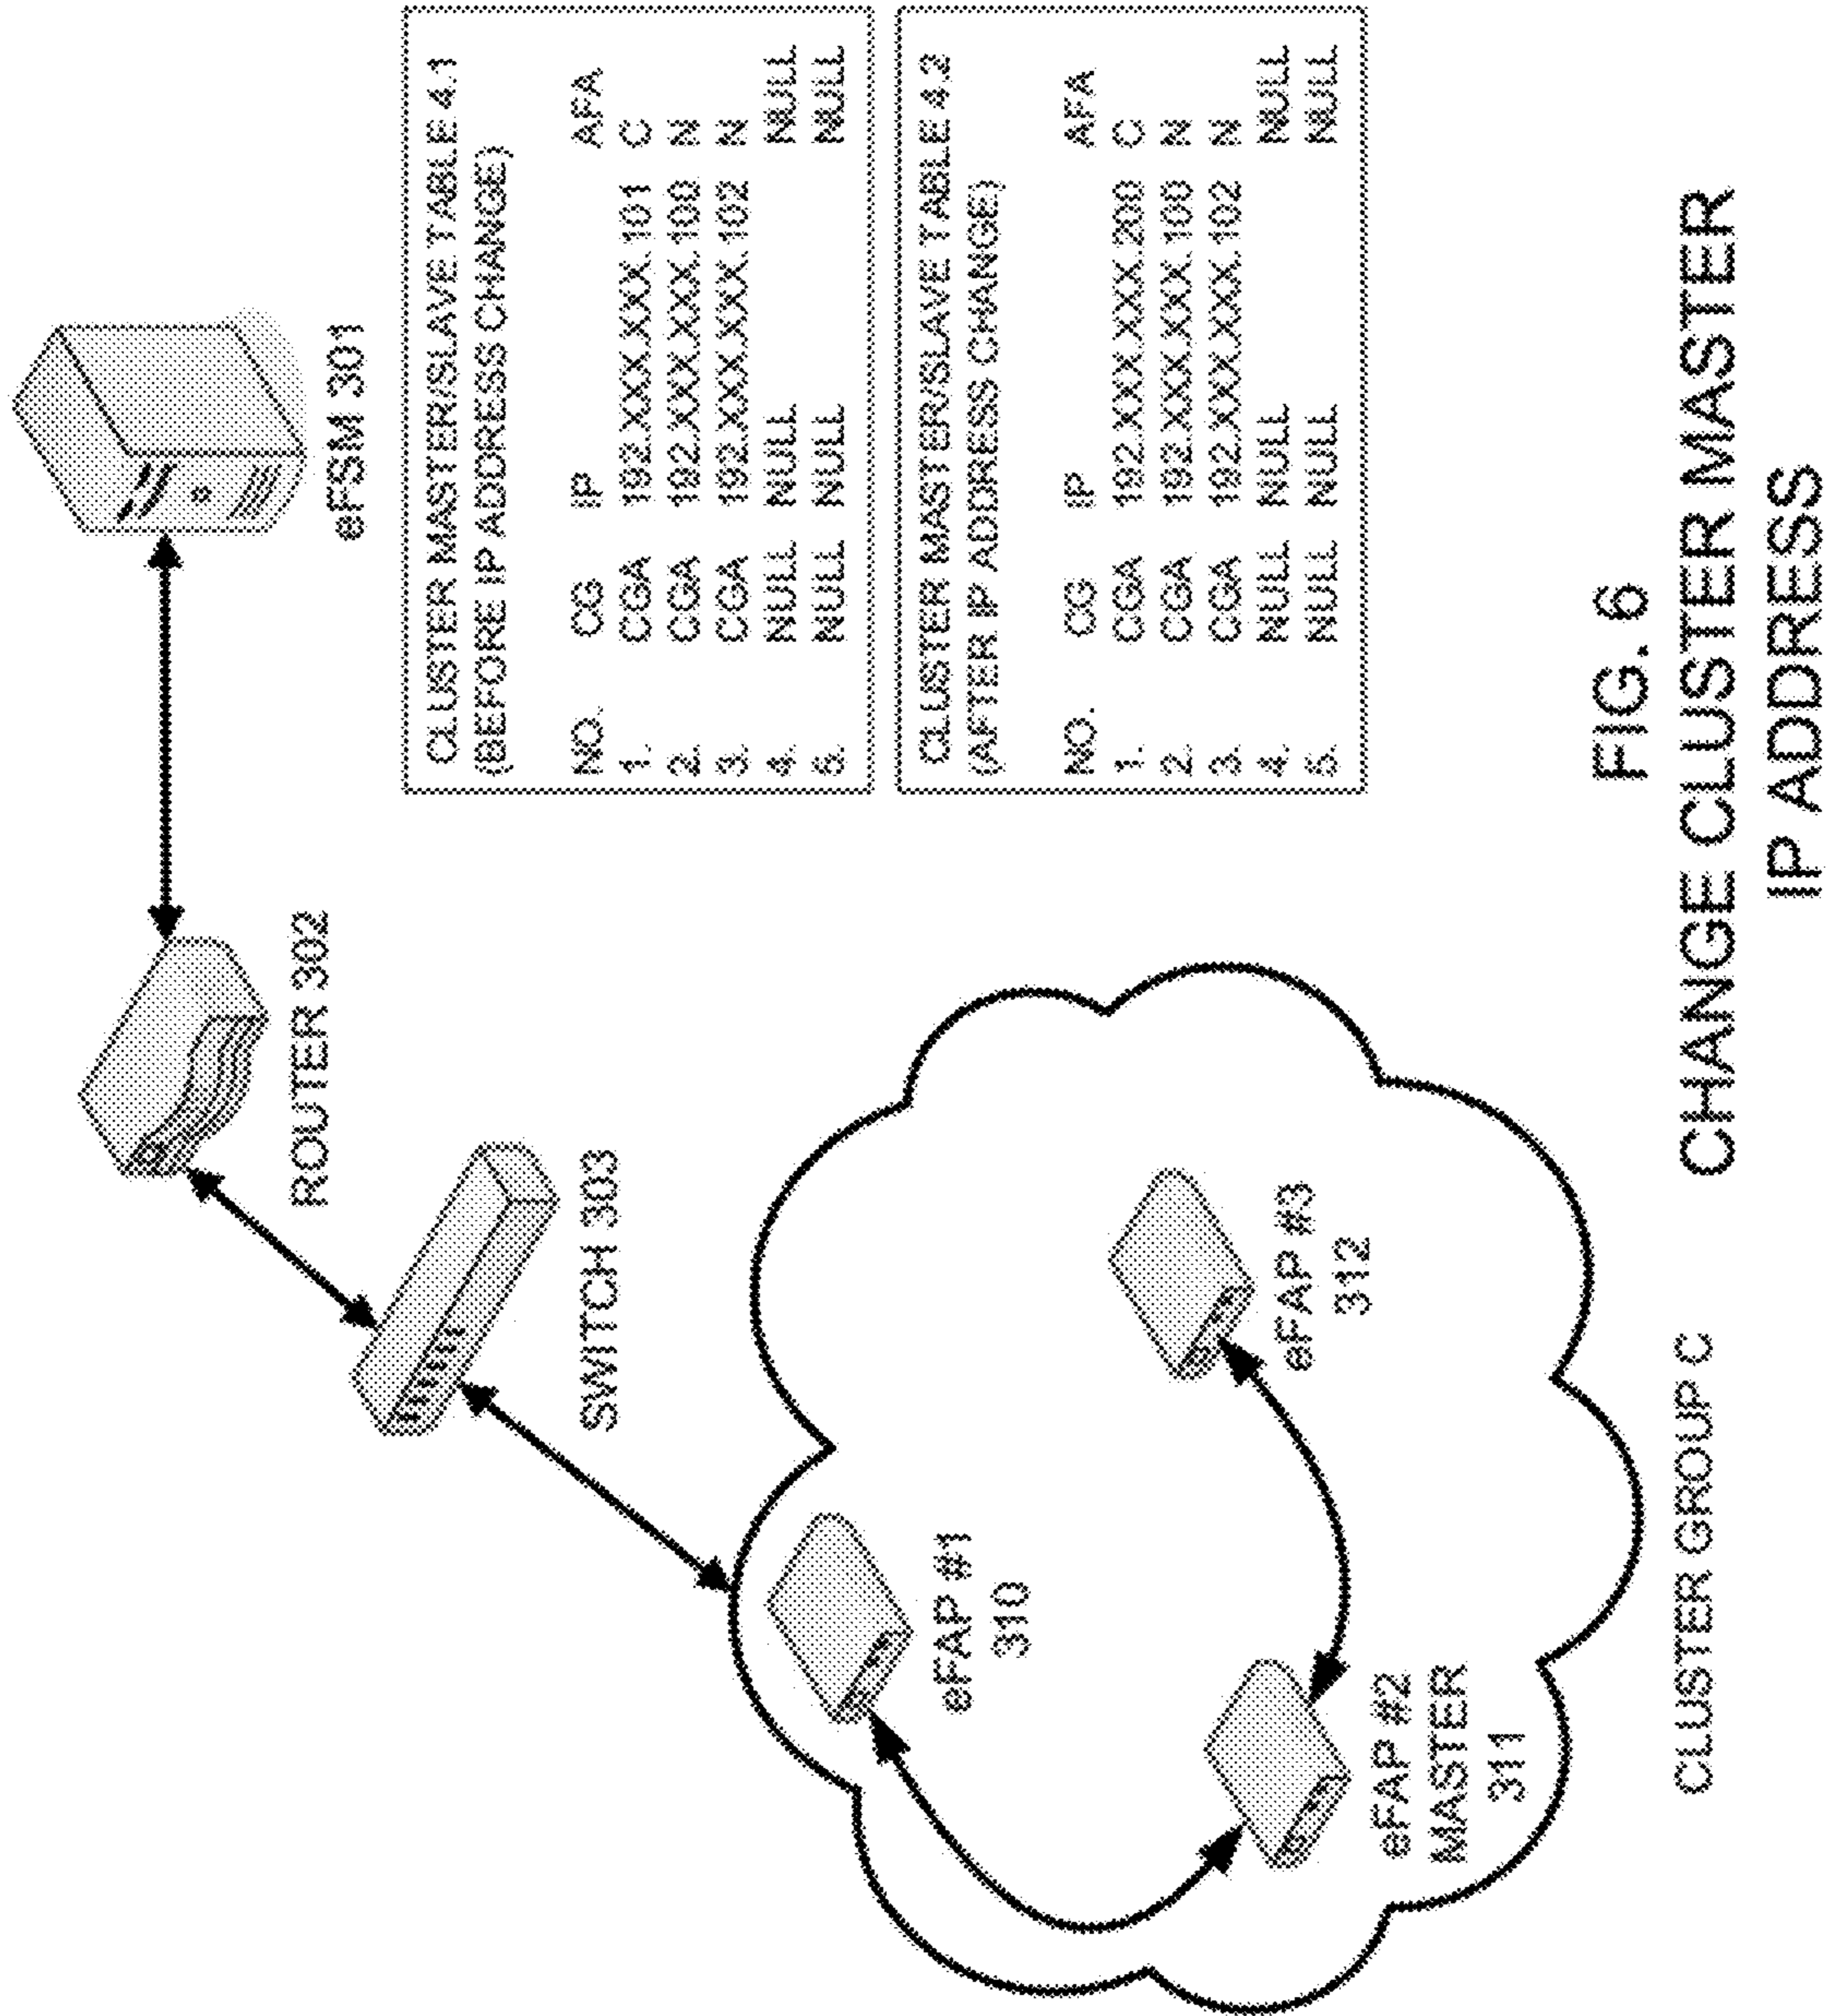 eFSM 301
ROUTER 302
SWITCH 303
eFAP #1
310
eFAP #2
MASTER
311
eFAP #3
312
CLUSTER GROUP C
CLUSTER MASTER/SLAVE TABLE 4.1
(BEFORE IP ADDRESS CHANGE)
NO. CG IP AFA
1. CGA 192.XXX.XXX.101 C
2. CGA 192.XXX.XXX.100 N
3. CGA 192.XXX.XXX.102 N
4. NULL NULL NULL
5. NULL NULL NULL
CLUSTER MASTER/SLAVE TABLE 4.2
(AFTER IP ADDRESS CHANGE)
NO. CG IP AFA
1. CGA 192.XXX.XXX.200 C
2. CGA 192.XXX.XXX.100 N
3. CGA 192.XXX.XXX.102 N
4. NULL NULL NULL
5. NULL NULL NULL
FIG. 6
CHANGE CLUSTER MASTER
IP ADDRESS